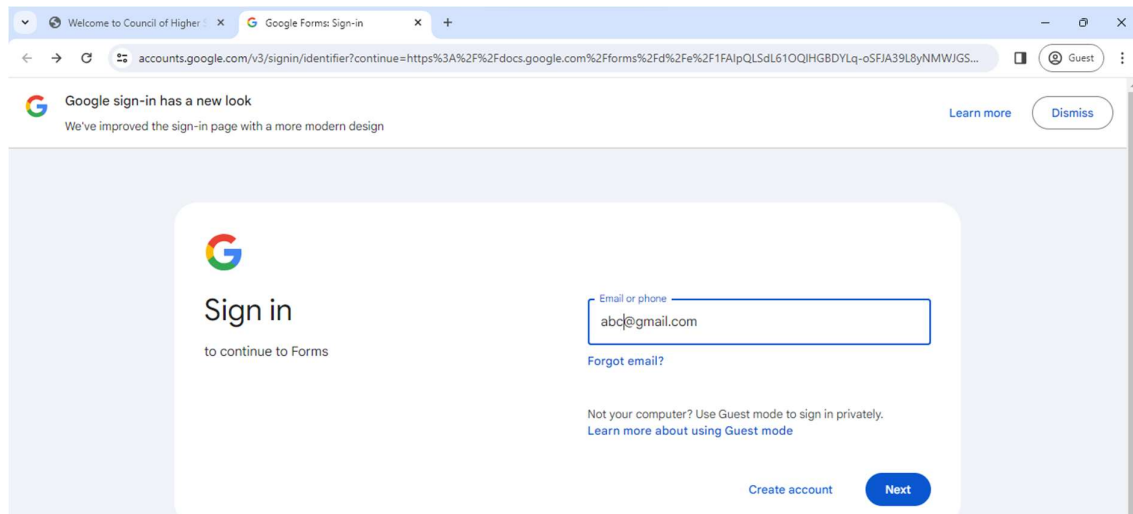 Welcome to Council of Higher
Google Forms: Sign-in
accounts.google.com/v3/signin/identifier?continue=https%3A%2F%2Fdocs.google.com%2Fforms%2Fd%2Fe%2F1FAIpQLSdL61OQlHGBDYLq-oSFJA39L8yNMWJGS...
Guest
Google sign-in has a new look
We've improved the sign-in page with a more modern design
Learn more
Dismiss
Sign in
to continue to Forms
Email or phone
abc@gmail.com
Forgot email?
Not your computer? Use Guest mode to sign in privately.
Learn more about using Guest mode
Create account
Next